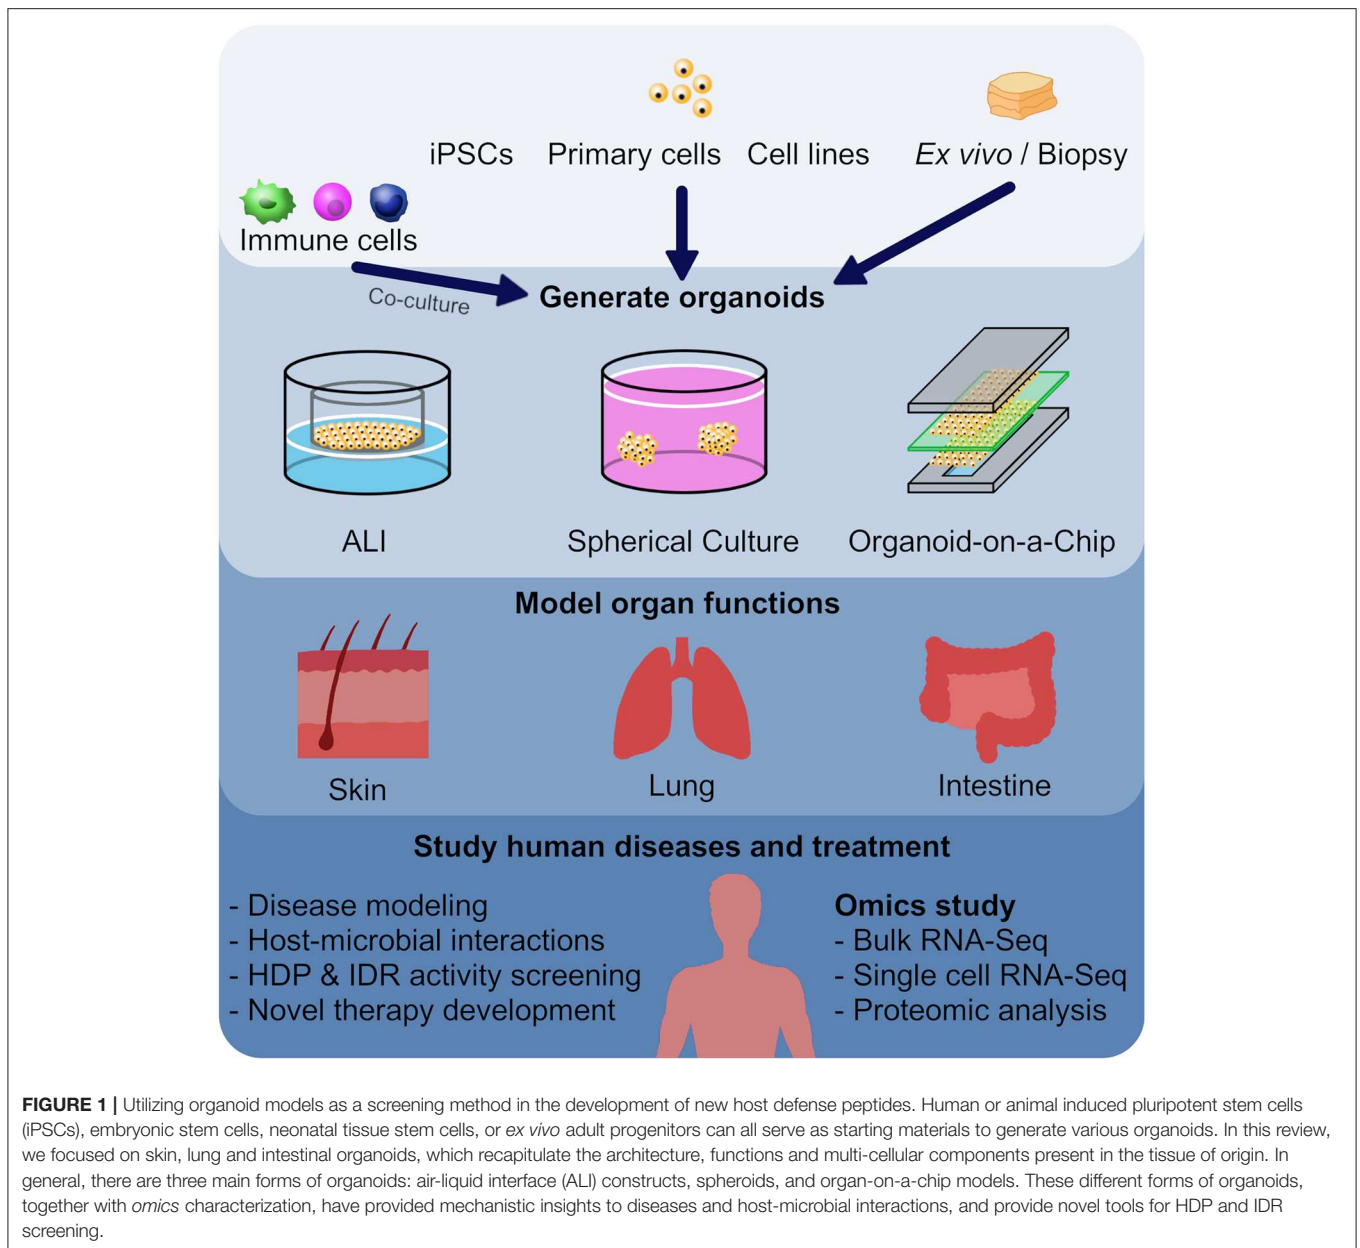 iPSCs Primary cells Cell lines Ex vivo / Biopsy
Immune cells
Co-culture
Generate organoids
ALI Spherical Culture Organoid-on-a-Chip
Model organ functions
Skin Lung Intestine
Study human diseases and treatment
- Disease modeling
- Host-microbial interactions
- HDP & IDR activity screening
- Novel therapy development
Omics study
- Bulk RNA-Seq
- Single cell RNA-Seq
- Proteomic analysis
FIGURE 1 | Utilizing organoid models as a screening method in the development of new host defense peptides. Human or animal induced pluripotent stem cells
(iPSCs), embryonic stem cells, neonatal tissue stem cells, or ex vivo adult progenitors can all serve as starting materials to generate various organoids. In this review,
we focused on skin, lung and intestinal organoids, which recapitulate the architecture, functions and multi-cellular components present in the tissue of origin. In
general, there are three main forms of organoids: air-liquid interface (ALI) constructs, spheroids, and organ-on-a-chip models. These different forms of organoids,
together with omics characterization, have provided mechanistic insights to diseases and host-microbial interactions, and provide novel tools for HDP and IDR
screening.